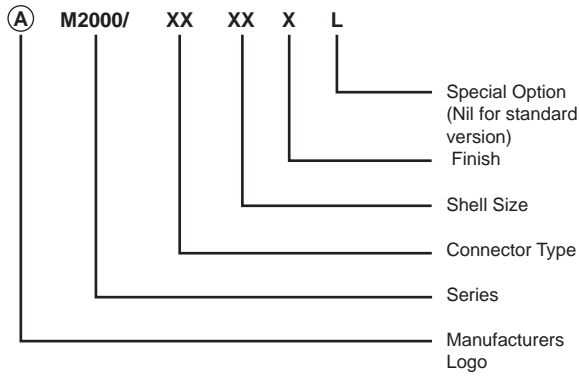 A M2000/ XX XX X L
Special Option
(Nil for standard
version)
Finish
Shell Size
Connector Type
Series
Manufacturers
Logo